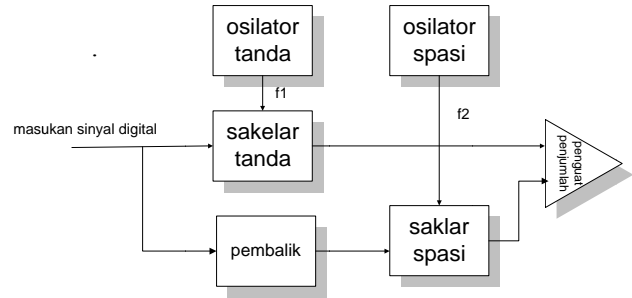 osilator
tanda
osilator
spasi
f1
f2
masukan sinyal digital
sakelar
tanda
penguat
penjumlah
pembalik
saklar
spasi